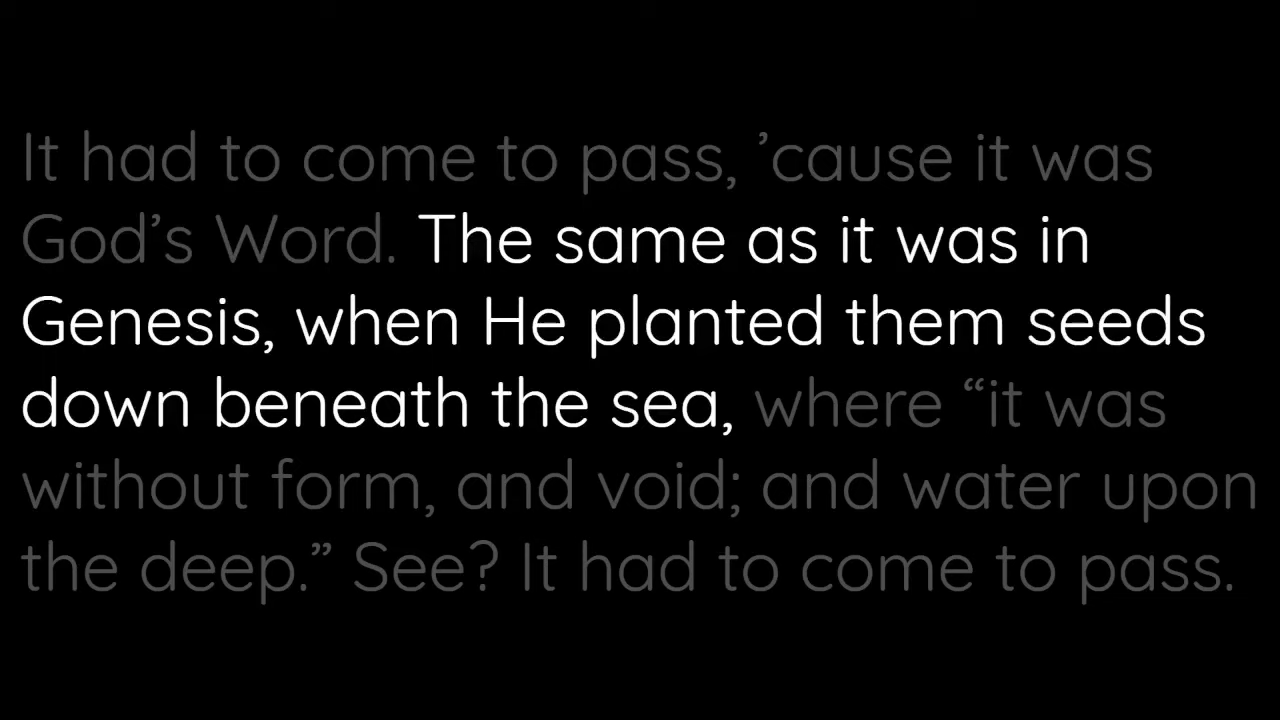 It had to come to pass, ’cause it was
God’s Word. The same as it was in
Genesis, when He planted them seeds
down beneath the sea, where “it was
without form, and void; and water upon
the deep.” See? It had to come to pass.